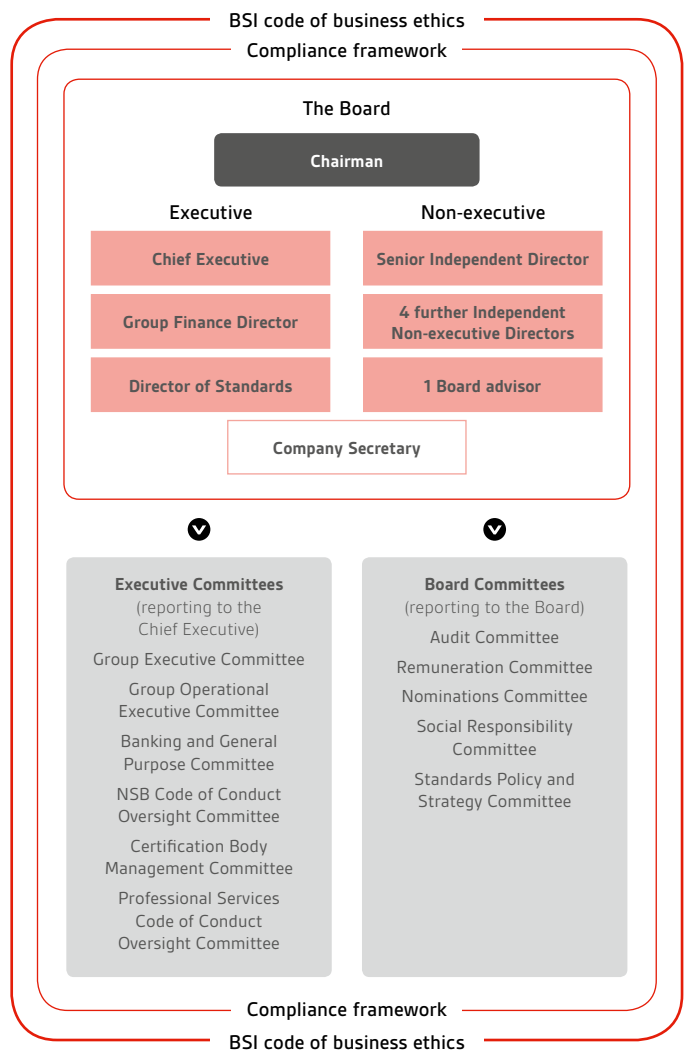 BSI code of business ethics
Compliance framework
The Board
Chairman
Executive
Chief Executive
Group Finance Director
Director of Standards
Non-executive
Senior Independent Director
4 further Independent
Non-executive Directors
1 Board advisor
Company Secretary
Executive Committees
(reporting to the
Chief Executive)
Group Executive Committee
Group Operational
Executive Committee
Banking and General
Purpose Committee
NSB Code of Conduct
Oversight Committee
Certification Body
Management Committee
Professional Services
Code of Conduct
Oversight Committee
Board Committees
(reporting to the Board)
Audit Committee
Remuneration Committee
Nominations Committee
Social Responsibility
Committee
Standards Policy and
Strategy Committee
Compliance framework
BSI code of business ethics